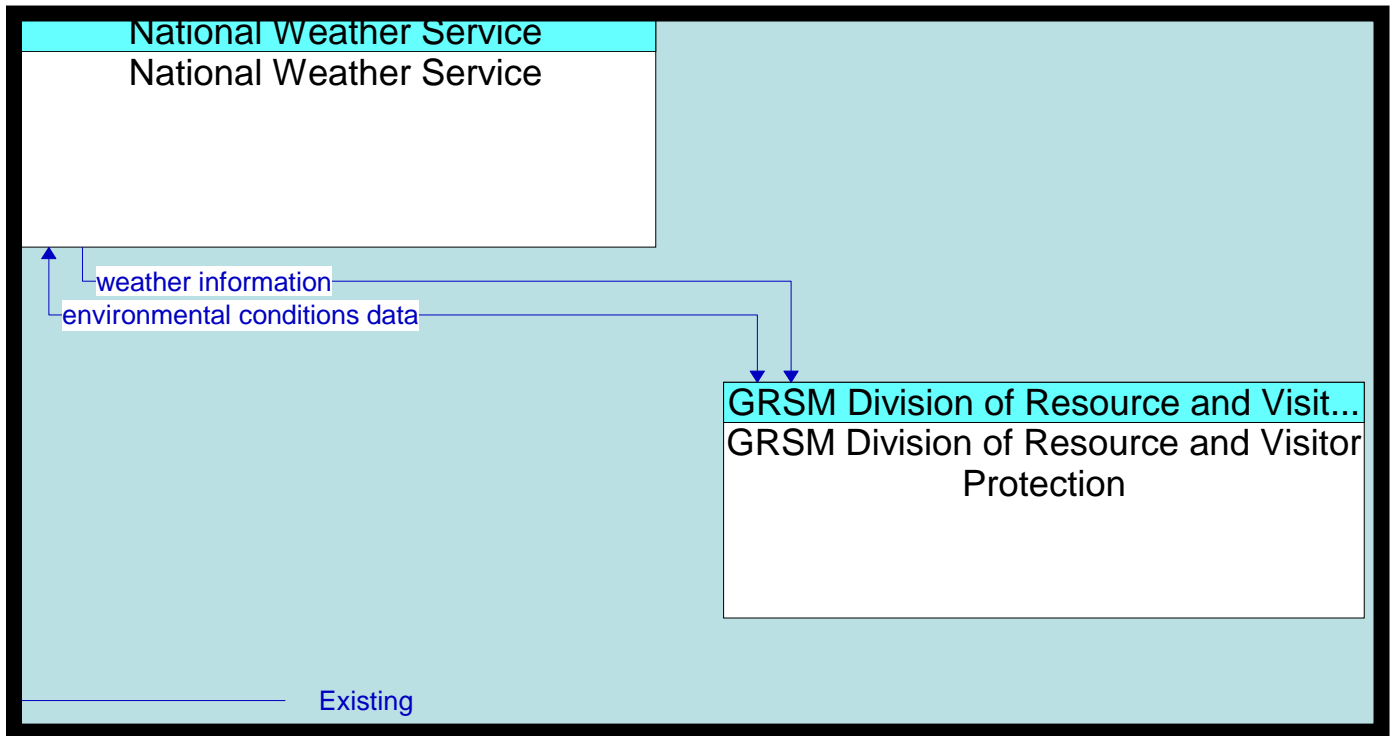 National Weather Service
National Weather Service
weather information
environmental conditions data
GRSM Division of Resource and Visit...
GRSM Division of Resource and Visitor
Protection
Existing